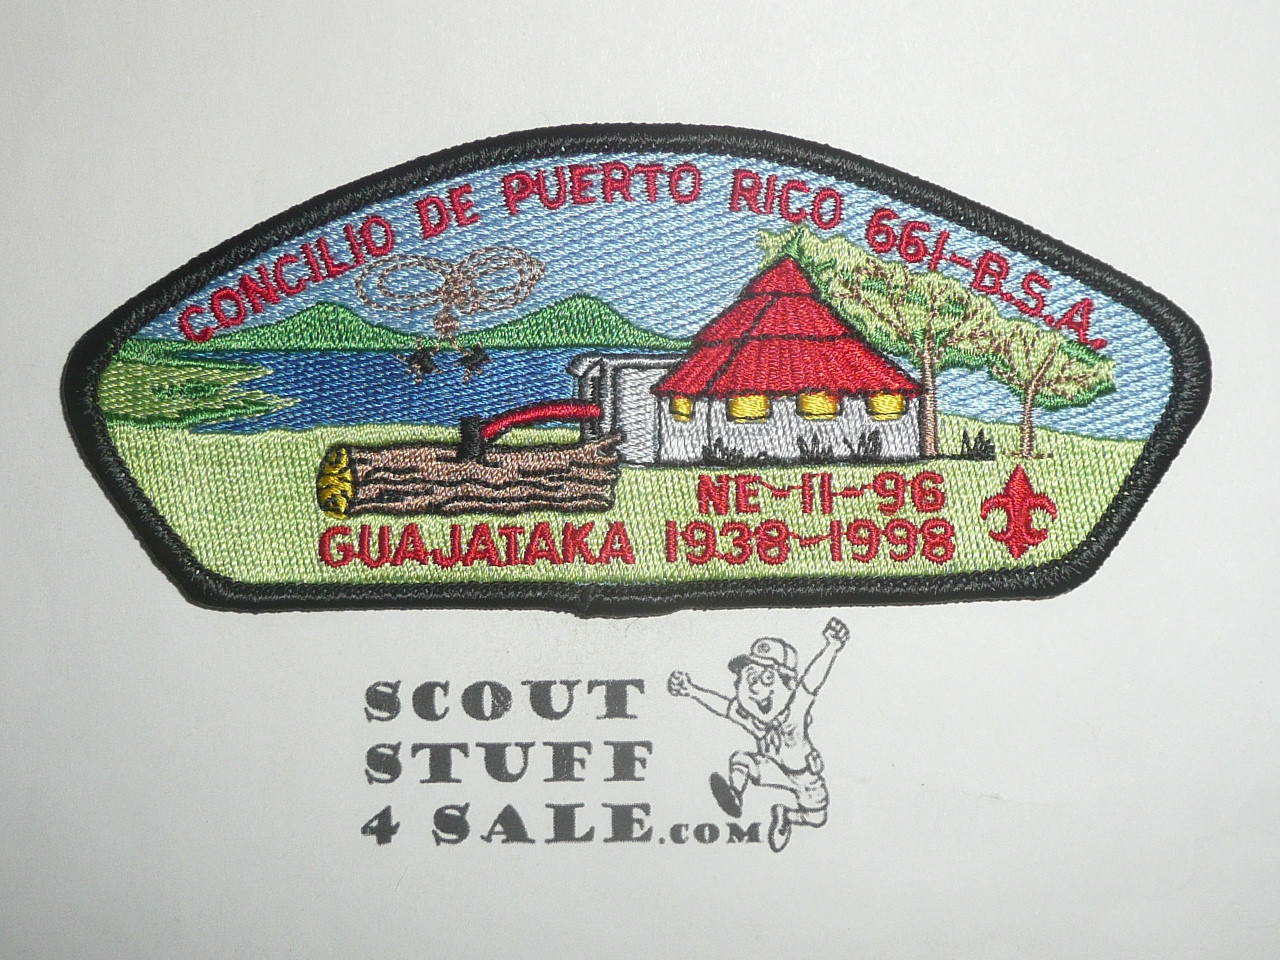 CONCILIO DE PUERTO RICO 661-B.S.A.
NE-11-96
GUAJATAKA 1938-1998
SCOUT
STUFF
4 SALE.COM